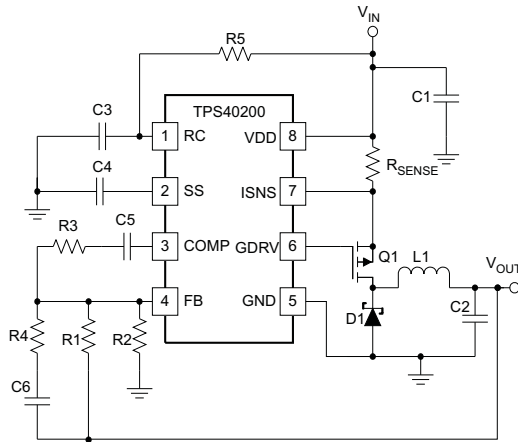 V_IN
R5
C1
TPS40200
C3
1 RC
VDD 8
R_SENSE
C4
2 SS
ISNS 7
R3
C5
3 COMP
GDRV 6
Q1
L1
V_OUT
4 FB
GND 5
D1
C2
R4
R1
R2
C6